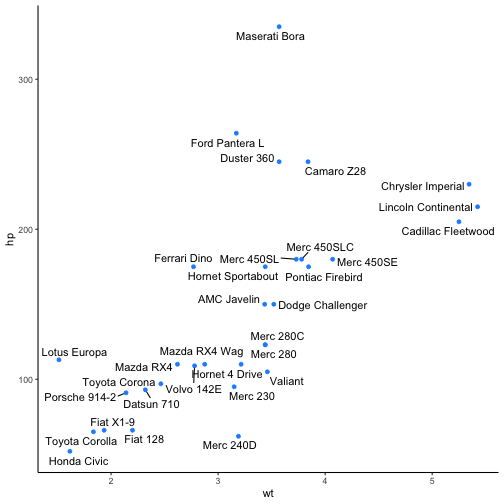 Maserati Bora
300
Ford Pantera L
Duster 360
Camaro Z28
Chrysler Imperial
Lincoln Continental
Cadillac Fleetwood
200
hp
Merc 450SLC
Ferrari Dino
Merc 450SL
Merc 450SE
Hornet Sportabout
Pontiac Firebird
AMC Javelin
Dodge Challenger
Merc 280C
Lotus Europa
Mazda RX4 Wag
Merc 280
Mazda RX4
Hornet 4 Drive
100
Toyota Corona
Valiant
Volvo 142E
Porsche 914-2
Merc 230
Datsun 710
Fiat X1-9
Toyota Corolla
Fiat 128
Merc 240D
Honda Civic
2
3
4
5
wt